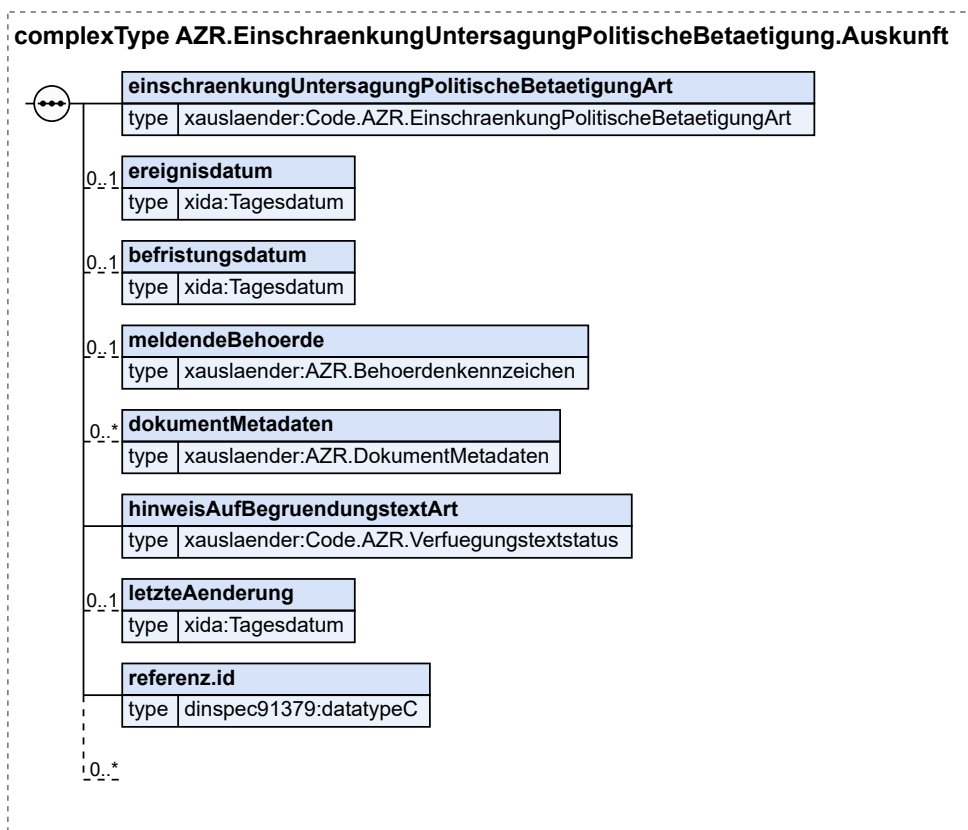 complexType AZR.EinschraenkungUntersagungPolitischeBetaetigung.Auskunft
einschraenkungUntersagungPolitischeBetaetigungArt
type xauslaender:Code.AZR.EinschraenkungPolitischeBetaetigungArt
0..1 ereignisdatum
type xida:Tagesdatum
0..1 befristungsdatum
type xida:Tagesdatum
0..1 meldendeBehoerde
type xauslaender:AZR.Behoerdenkennzeichen
0..* dokumentMetadaten
type xauslaender:AZR.DokumentMetadaten
hinweisAufBegruendungstextArt
type xauslaender:Code.AZR.Verfuegungstextstatus
0..1 letzteAenderung
type xida:Tagesdatum
referenz.id
type dinspec91379:datatypeC
0..*